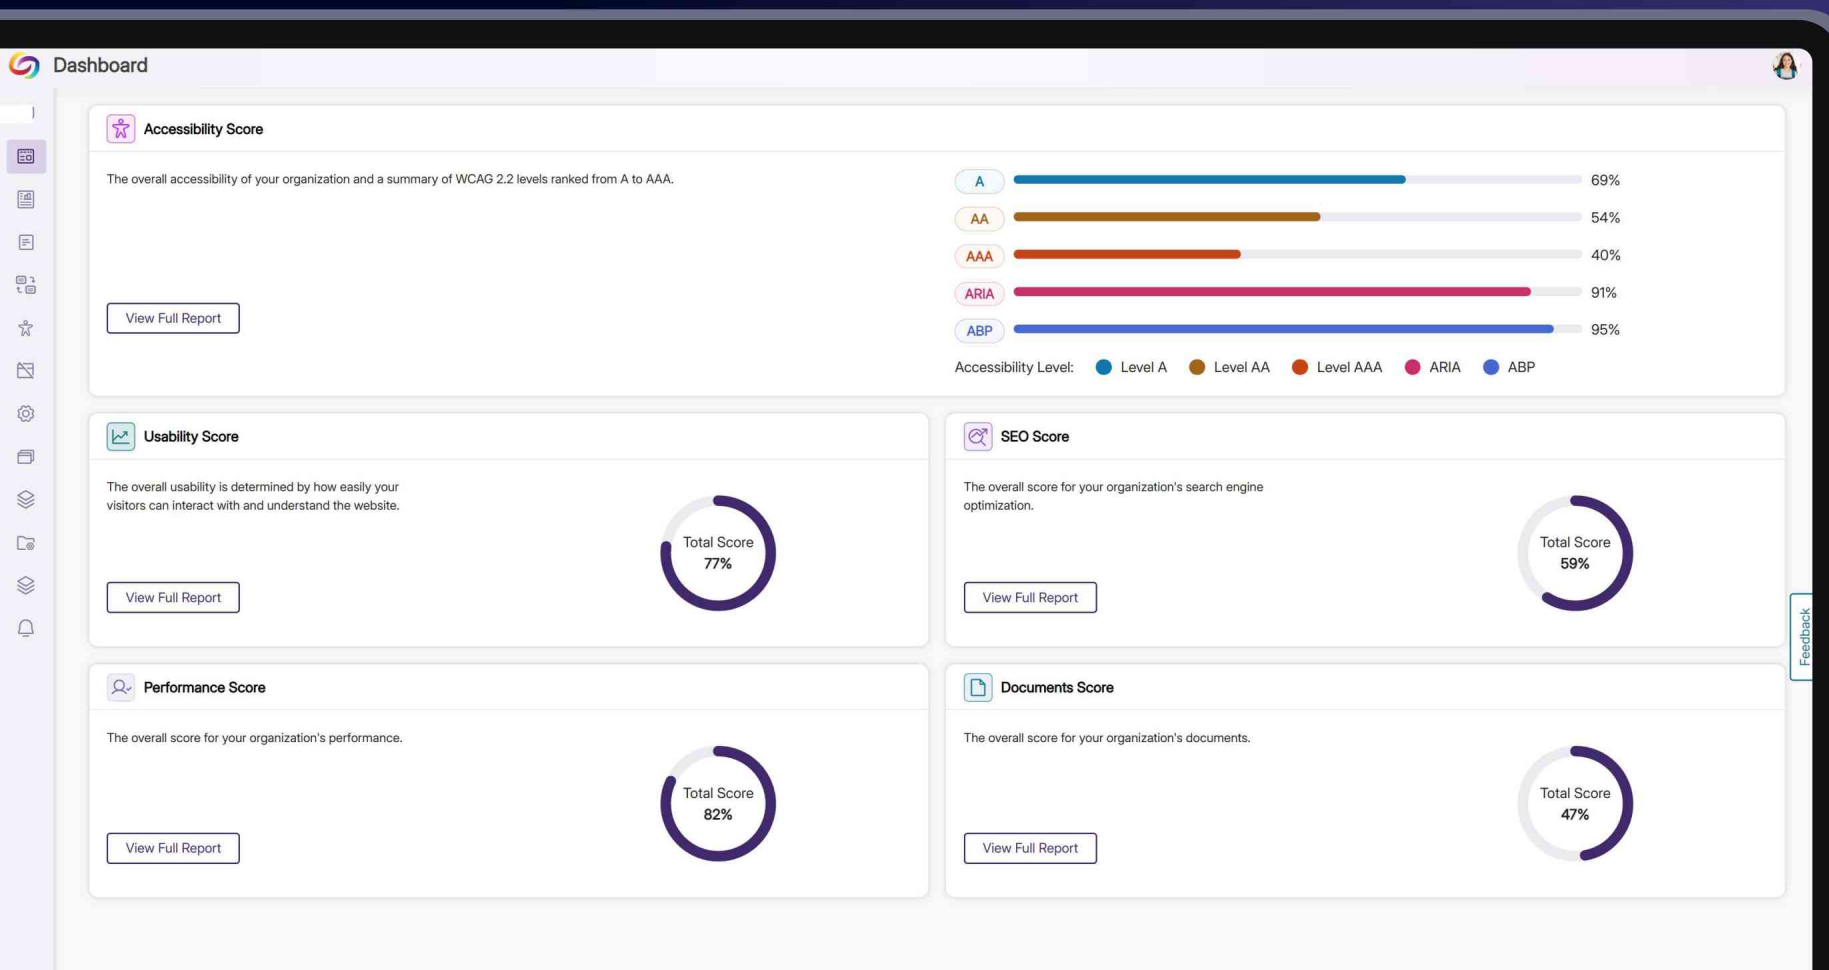 Dashboard
Accessibility Score
The overall accessibility of your organization and a summary of WCAG 2.2 levels ranked from A to AAA.
View Full Report
A 69%
AA 54%
AAA 40%
ARIA 91%
ABP 95%
Accessibility Level: Level A Level AA Level AAA ARIA ABP
Usability Score
The overall usability is determined by how easily your
visitors can interact with and understand the website.
Total Score
77%
View Full Report
SEO Score
The overall score for your organization's search engine
optimization.
Total Score
59%
View Full Report
Feedback
Performance Score
The overall score for your organization's performance.
Total Score
82%
View Full Report
Documents Score
The overall score for your organization's documents.
Total Score
47%
View Full Report